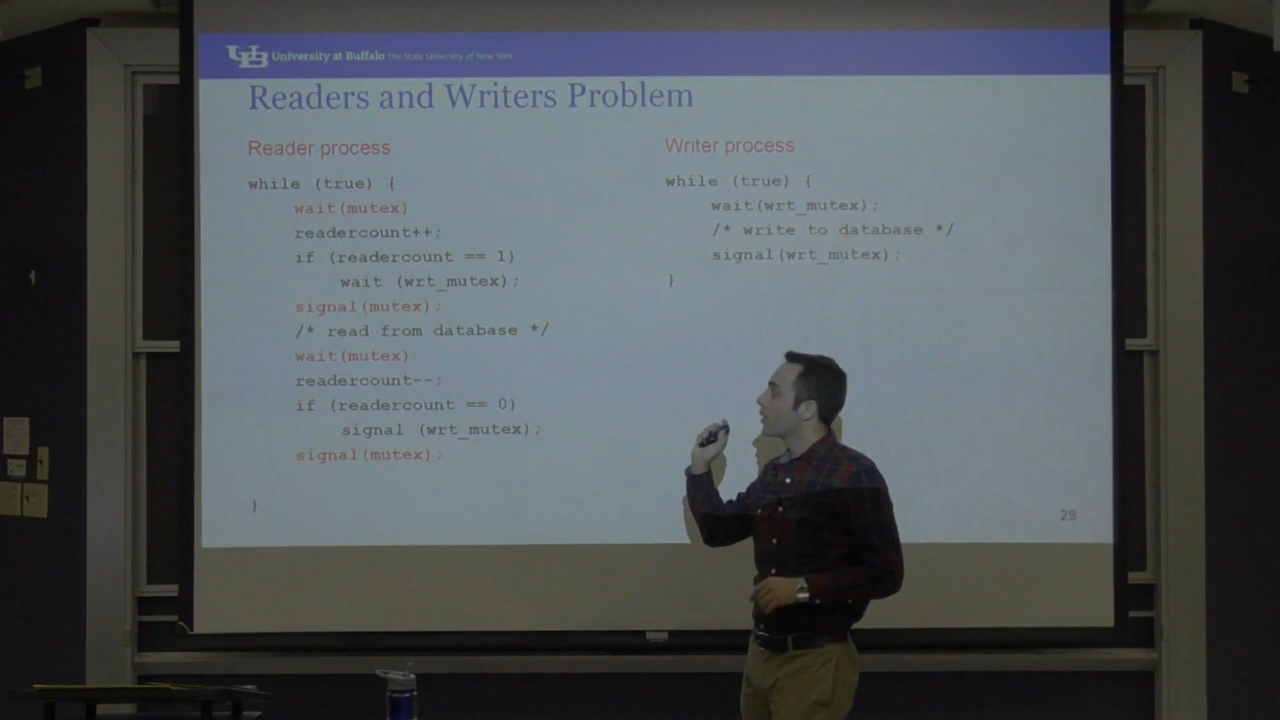 University at Buffalo The State University of New York
Readers and Writers Problem
Reader process
while (true) {
wait(mutex)
readercount++;
if (readercount == 1)
wait (wrt_mutex);
signal(mutex);
/* read from database */
wait(mutex)
readercount--;
if (readercount == 0)
signal (wrt_mutex);
signal(mutex);
}
Writer process
while (true) {
wait(wrt_mutex);
/* write to database */
signal(wrt_mutex);
}
29